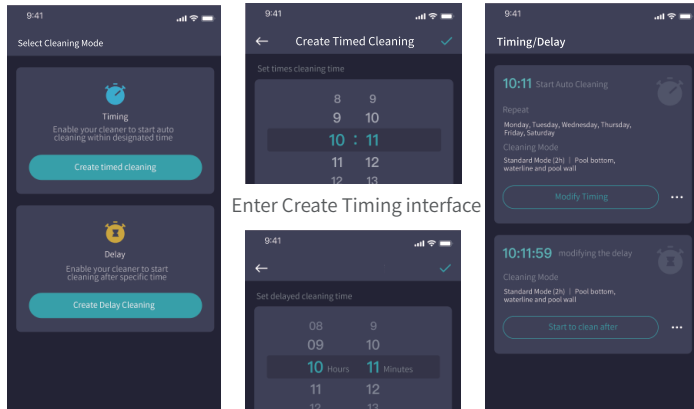 9:41
Select Cleaning Mode
Timing
Enable your cleaner to start auto
cleaning within designated time
Create timed cleaning
Delay
Enable your cleaner to start
cleaning after specific time
Create Delay Cleaning
9:41
Create Timed Cleaning
Set times cleaning time
8 9
9 10
10 : 11
11 12
12 13
Enter Create Timing interface
9:41
Set delayed cleaning time
08 9
09 10
10 Hours 11 Minutes
11 12
12 13
9:41
Timing/Delay
10:11 Start Auto Cleaning
Repeat
Monday, Tuesday, Wednesday, Thursday,
Friday, Saturday
Cleaning Mode
Standard Mode (2h) | Pool bottom,
waterline and pool wall
Modify Timing
10:11:59 modifying the delay
Cleaning Mode
Standard Mode (2h) | Pool bottom,
waterline and pool wall
Start to clean after